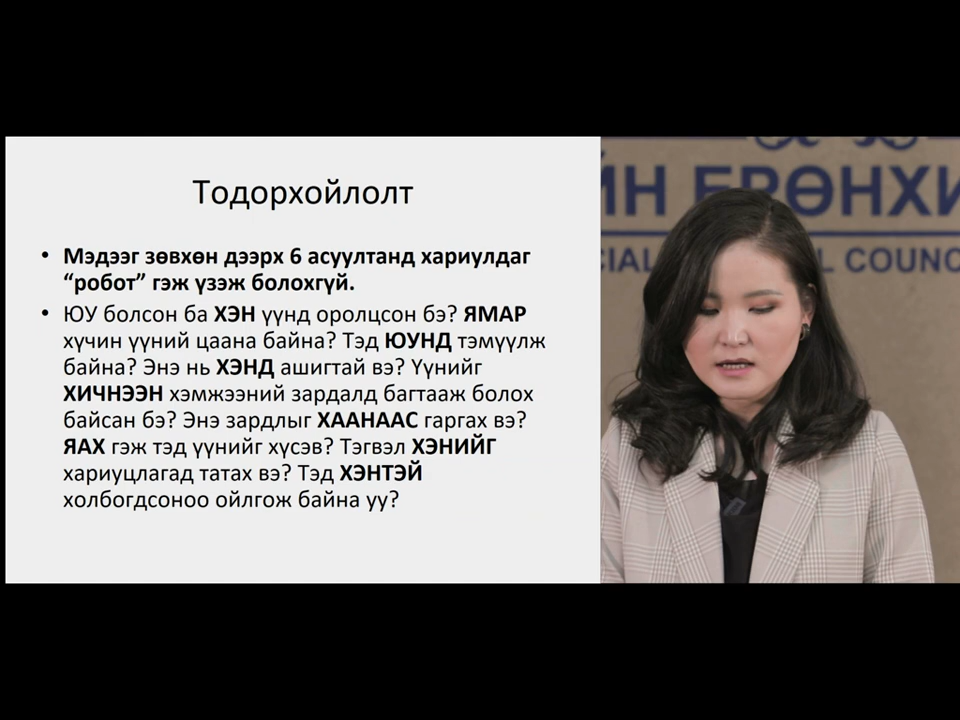 Тодорхойлолт
• Мэдээг зөвхөн дээрх 6 асуултанд хариулдаг
“робот” гэж үзэж болохгүй.
• ЮУ болсон ба ХЭН үүнд оролцсон бэ? ЯМАР
хүчин үүний цаана байна? Тэд ЮУНД тэмүүлж
байна? Энэ нь ХЭНД ашигтай вэ? Үүнийг
ХИЧНЭЭН хэмжээний зардалд багтааж болох
байсан бэ? Энэ зардлыг ХААНААС гаргах вэ?
ЯАХ гэж тэд үүнийг хүсэв? Тэгвэл ХЭНИЙГ
хариуцлагад татах вэ? Тэд ХЭНТЭЙ
холбогдсоноо ойлгож байна уу?
ИЙН ЕРӨНХИ
CIAL L COUNC